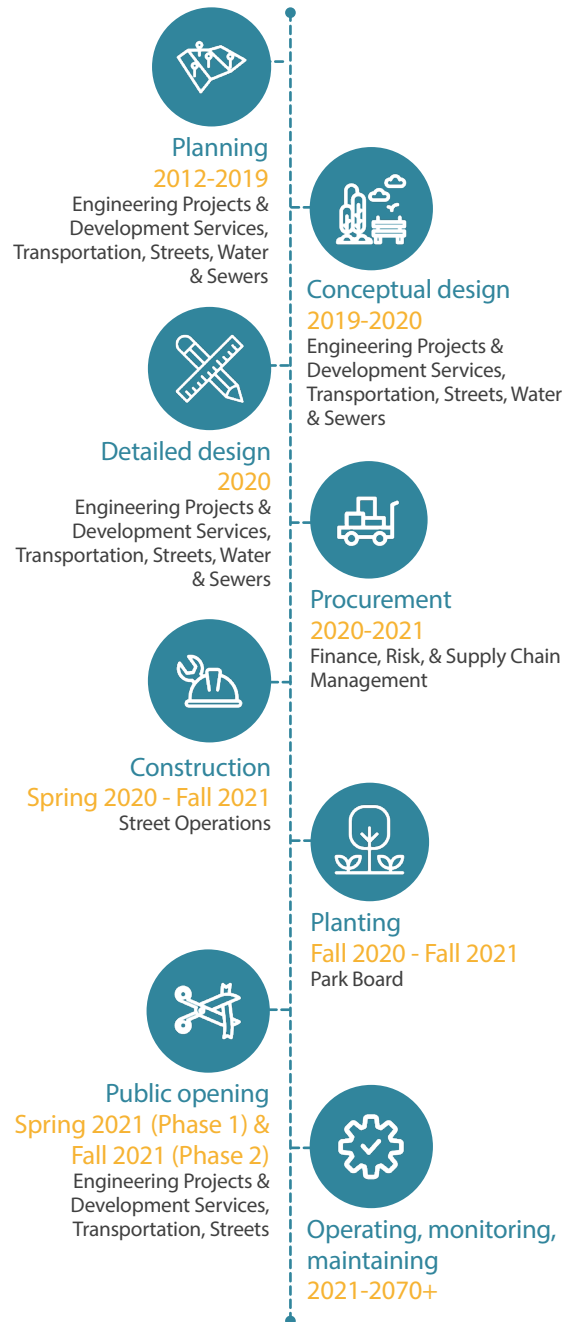 Planning
2012-2019
Engineering Projects &
Development Services,
Transportation, Streets, Water
& Sewers
Conceptual design
2019-2020
Engineering Projects &
Development Services,
Transportation, Streets, Water
& Sewers
Detailed design
2020
Engineering Projects &
Development Services,
Transportation, Streets, Water
& Sewers
Procurement
2020-2021
Finance, Risk, & Supply Chain
Management
Construction
Spring 2020 - Fall 2021
Street Operations
Planting
Fall 2020 - Fall 2021
Park Board
Public opening
Spring 2021 (Phase 1) &
Fall 2021 (Phase 2)
Engineering Projects &
Development Services,
Transportation, Streets
Operating, monitoring,
maintaining
2021-2070+